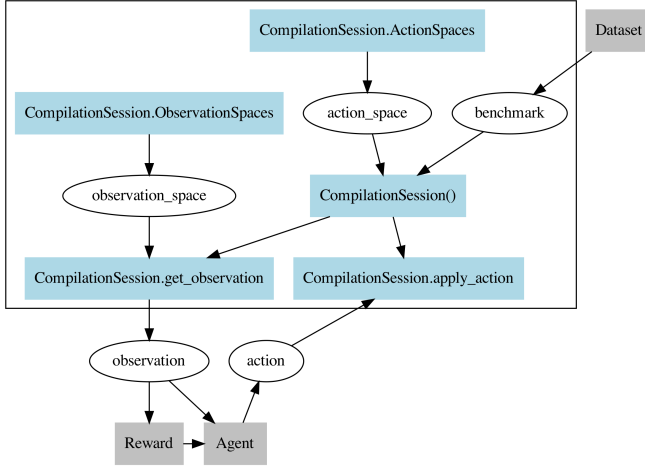 CompilationSession.ActionSpaces
Dataset
CompilationSession.ObservationSpaces
action_space
benchmark
observation_space
CompilationSession()
CompilationSession.get_observation
CompilationSession.apply_action
observation
action
Reward
Agent